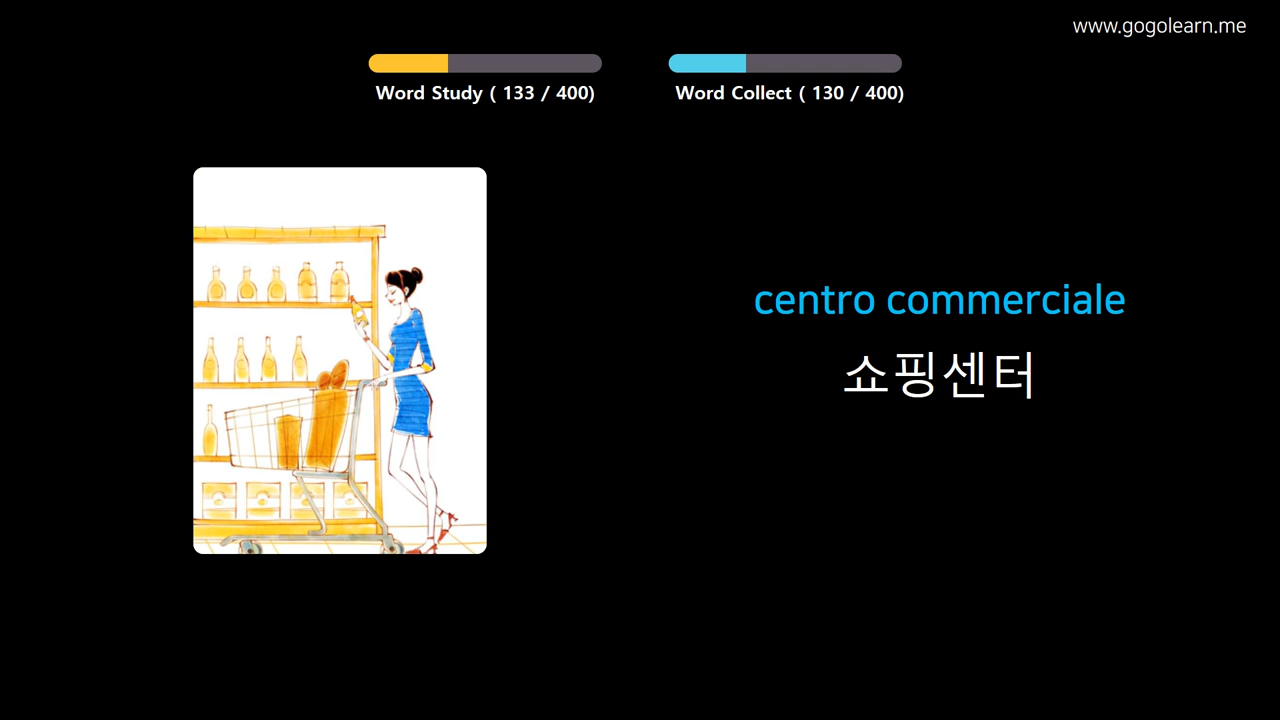 www.gogolearn.me
Word Study ( 133 / 400)
Word Collect ( 130 / 400)
centro commerciale
쇼핑센터